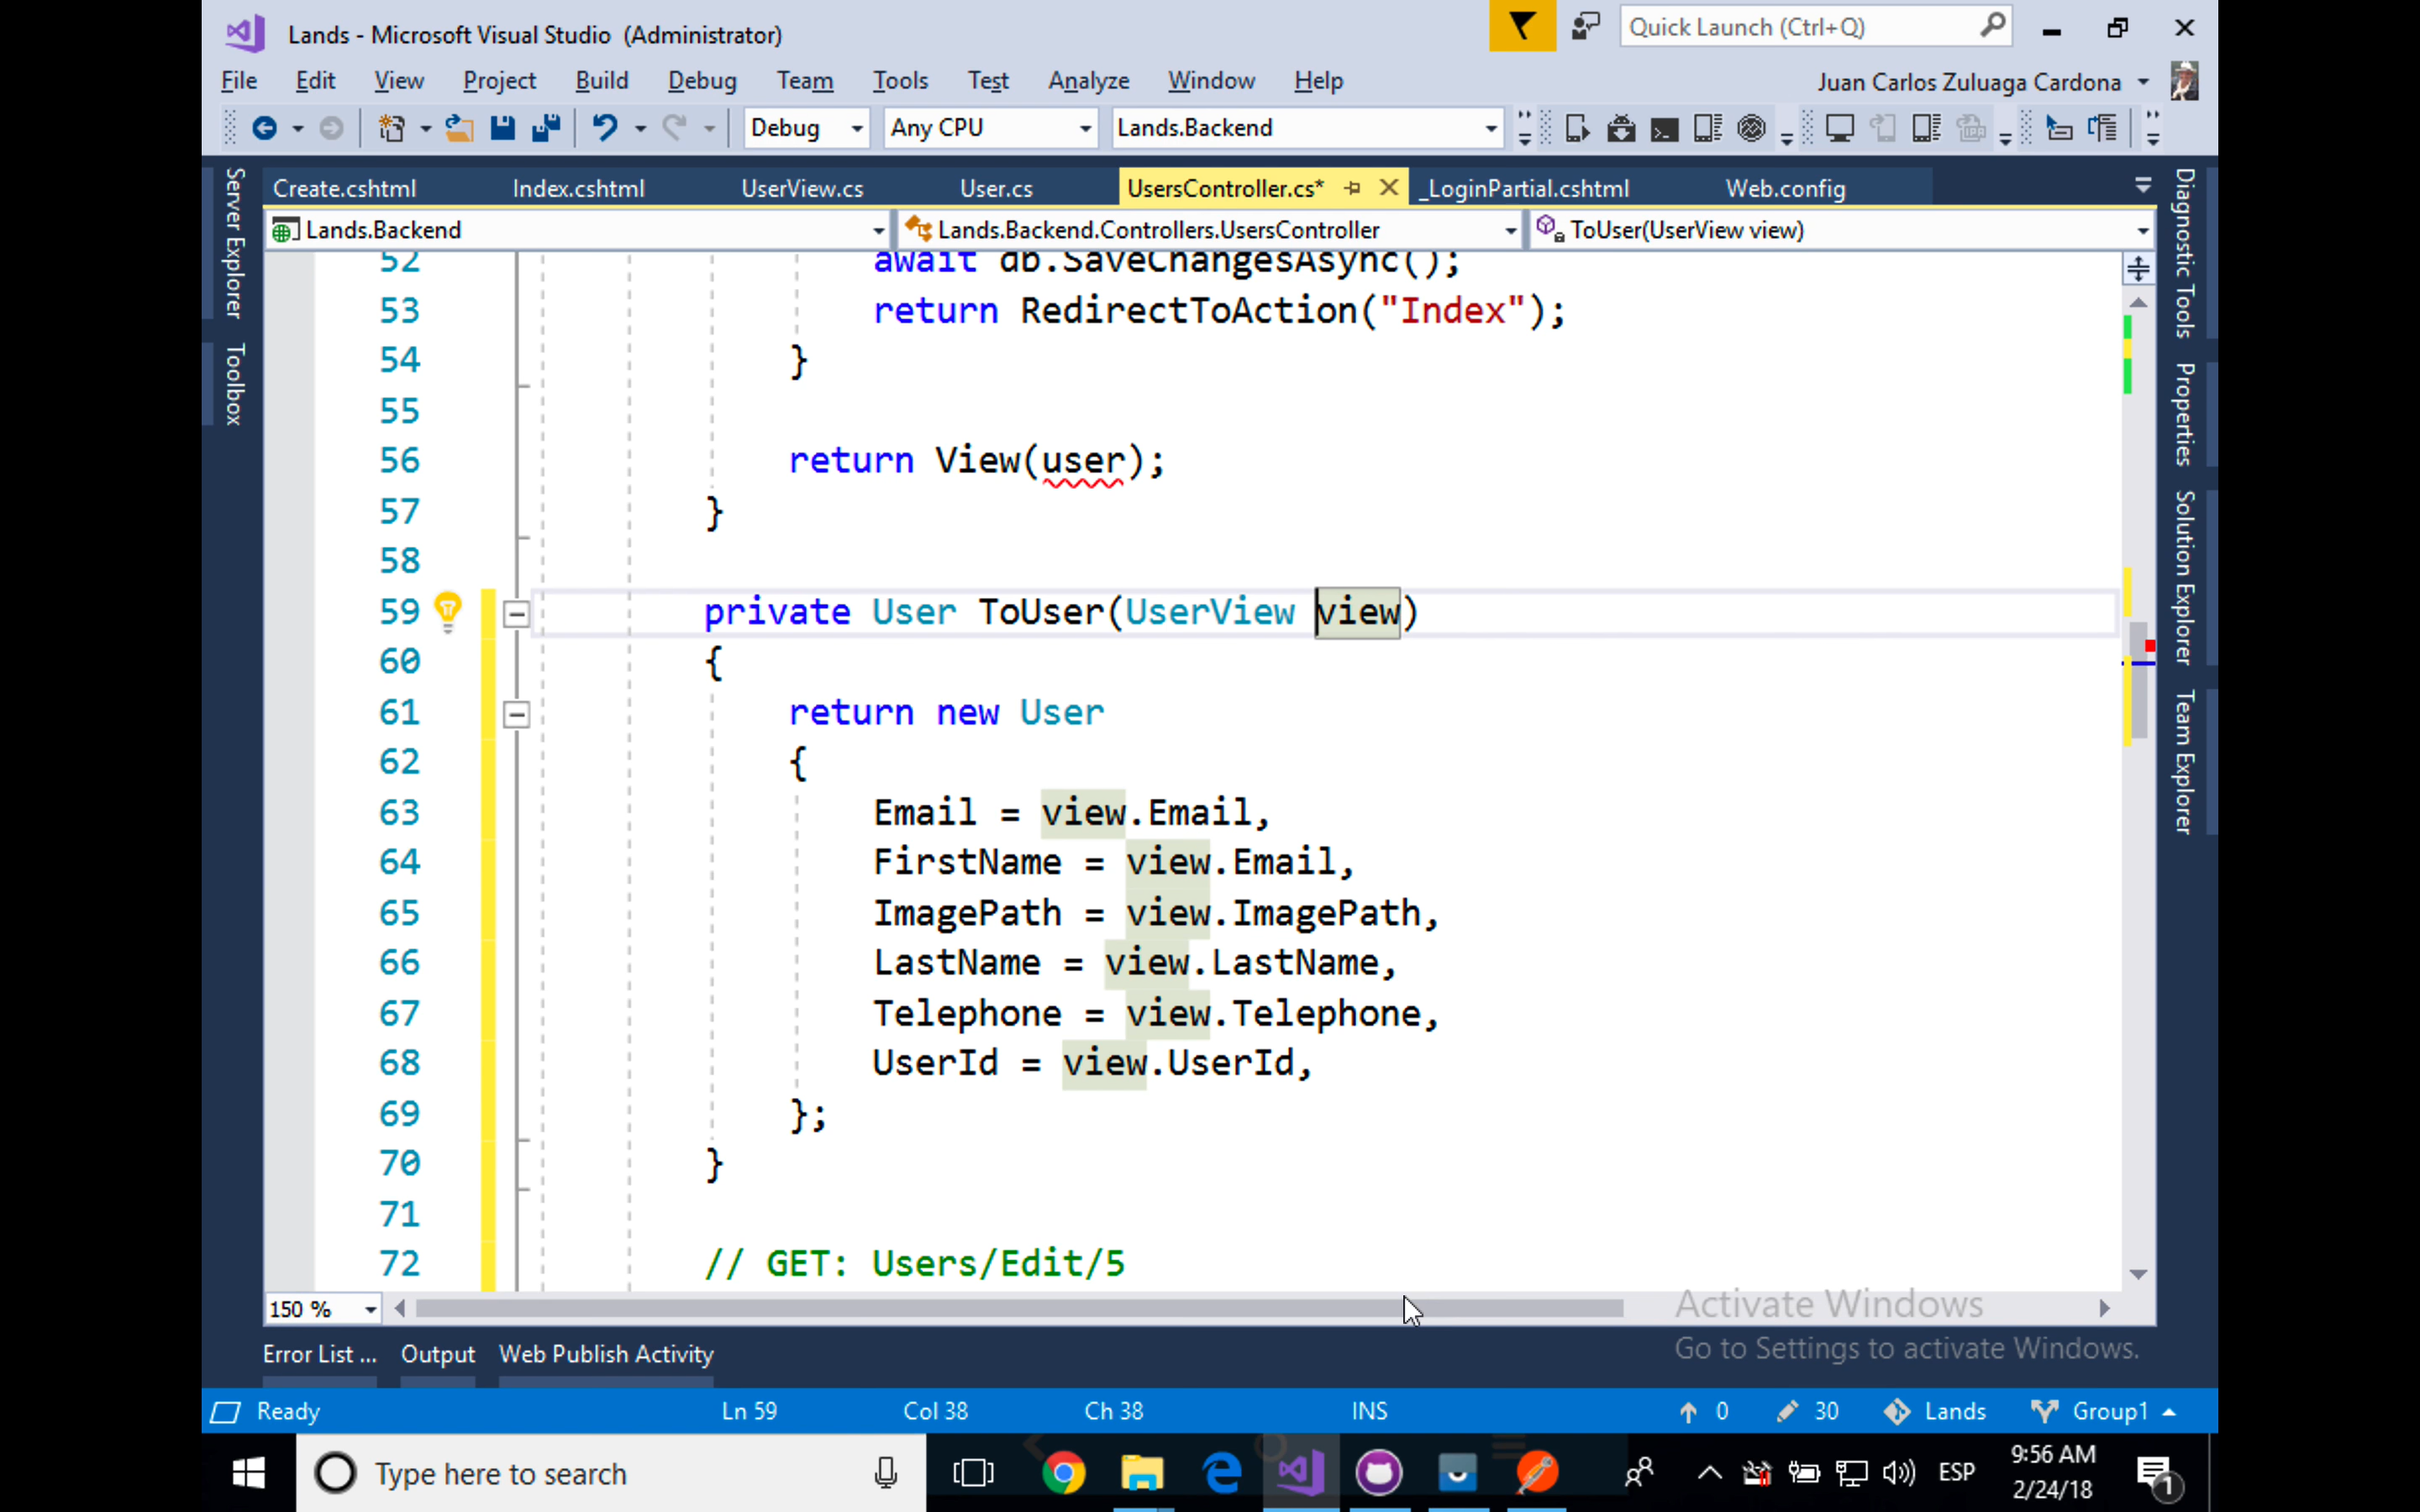 Lands - Microsoft Visual Studio (Administrator)
Quick Launch (Ctrl+Q)
File Edit View Project Build Debug Team Tools Test Analyze Window Help
Juan Carlos Zuluaga Cardona
Debug Any CPU Lands.Backend
Create.cshtml Index.cshtml UserView.cs User.cs UsersController.cs* _LoginPartial.cshtml Web.config
Lands.Backend Lands.Backend.Controllers.UsersController ToUser(UserView view)
Server Explorer
Toolbox
Diagnostic Tools
Properties
Solution Explorer
Team Explorer
52 await db.SaveChangesAsync();
53 return RedirectToAction("Index");
54 }
55
56 return View(user);
57 }
58
59 private User ToUser(UserView view)
60 {
61 return new User
62 {
63 Email = view.Email,
64 FirstName = view.Email,
65 ImagePath = view.ImagePath,
66 LastName = view.LastName,
67 Telephone = view.Telephone,
68 UserId = view.UserId,
69 };
70 }
71
72 // GET: Users/Edit/5
150 %
Activate Windows
Go to Settings to activate Windows.
Error List ... Output Web Publish Activity
Ready Ln 59 Col 38 Ch 38 INS 0 30 Lands Group1
Type here to search
ESP
9:56 AM
2/24/18
1